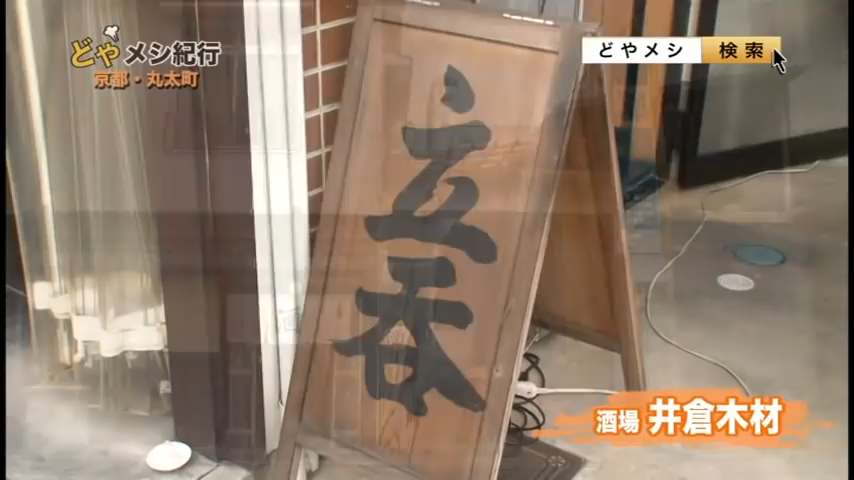 どやメシ紀行
京都・丸太町
どやメシ 検索
立呑
酒場 井倉木材